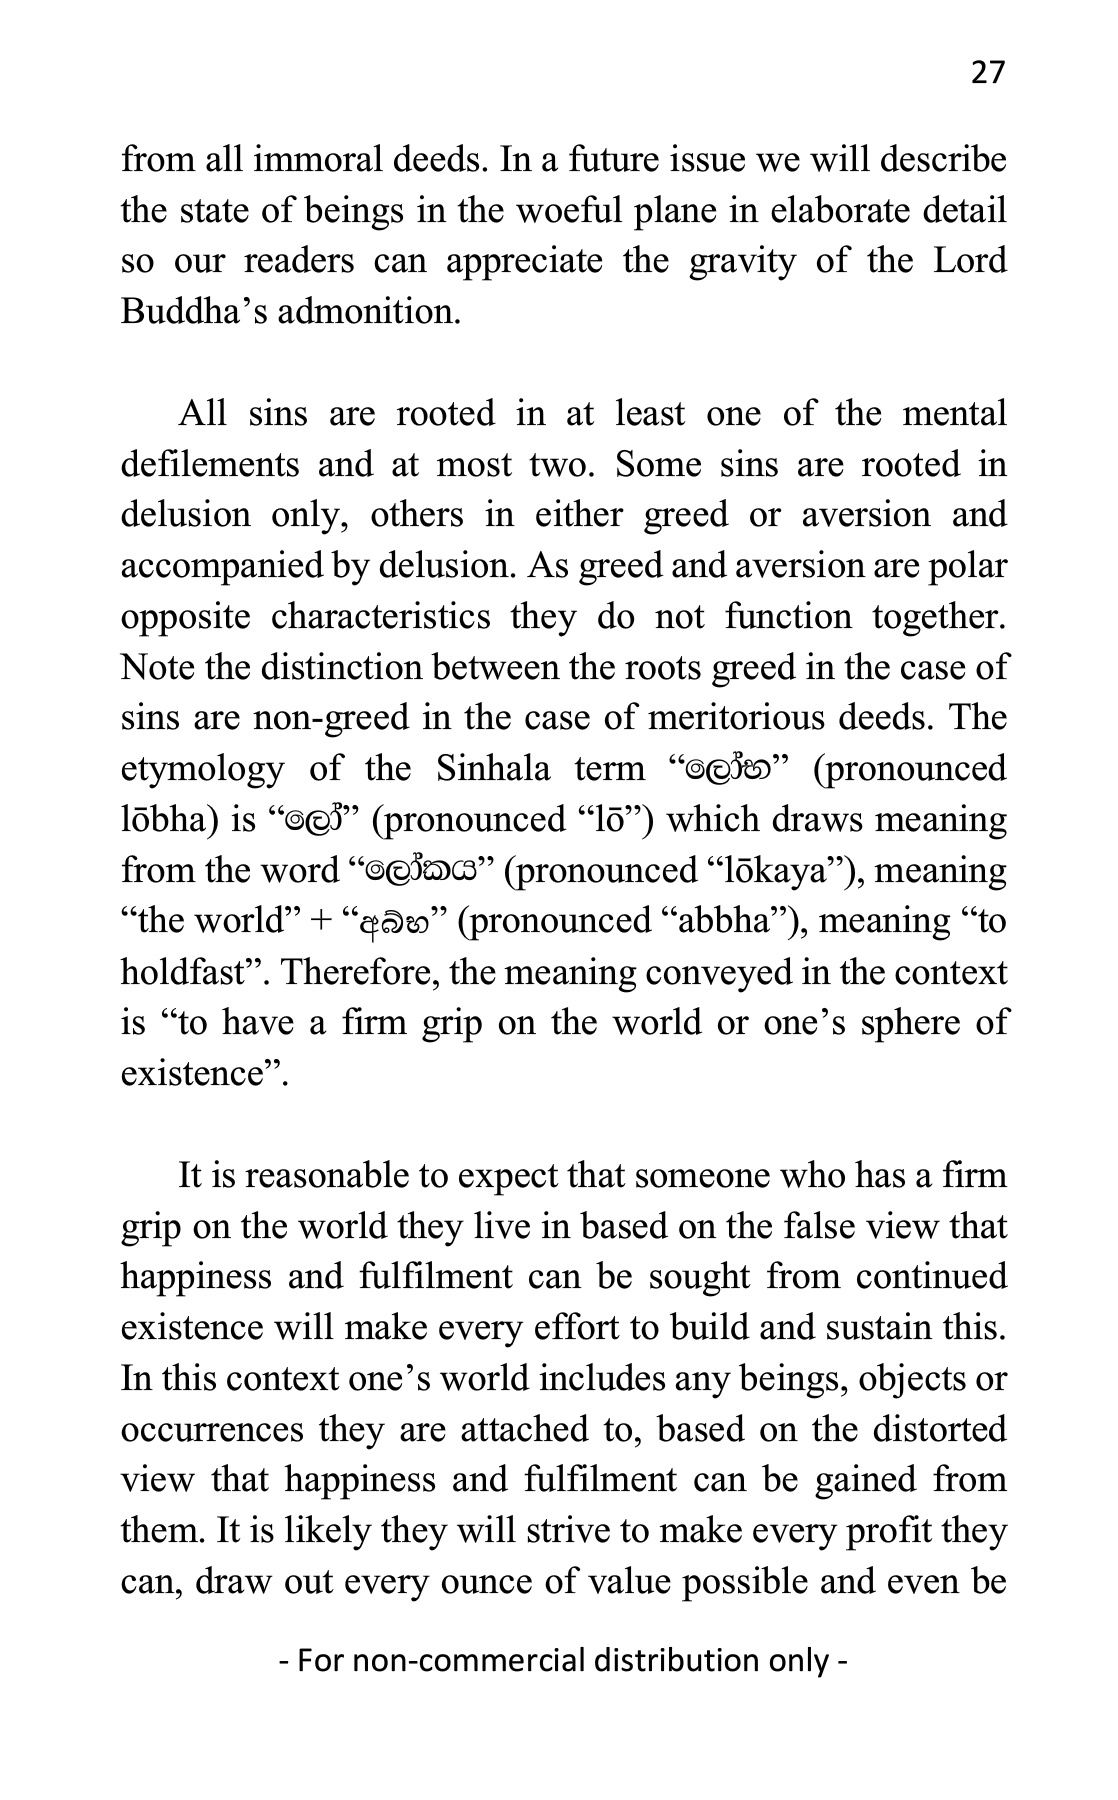 27
from all immoral deeds. In a future issue we will describe
the state of beings in the woeful plane in elaborate detail
so our readers can appreciate the gravity of the Lord
Buddha’s admonition.
All sins are rooted in at least one of the mental
defilements and at most two. Some sins are rooted in
delusion only, others in either greed or aversion and
accompanied by delusion. As greed and aversion are polar
opposite characteristics they do not function together.
Note the distinction between the roots greed in the case of
sins are non-greed in the case of meritorious deeds. The
etymology of the Sinhala term “ලෝභ” (pronounced
lōbha) is “ලෝ” (pronounced “lō”) which draws meaning
from the word “ලෝකය” (pronounced “lōkaya”), meaning
“the world” + “අබ්භ” (pronounced “abbha”), meaning “to
holdfast”. Therefore, the meaning conveyed in the context
is “to have a firm grip on the world or one’s sphere of
existence”.
It is reasonable to expect that someone who has a firm
grip on the world they live in based on the false view that
happiness and fulfilment can be sought from continued
existence will make every effort to build and sustain this.
In this context one’s world includes any beings, objects or
occurrences they are attached to, based on the distorted
view that happiness and fulfilment can be gained from
them. It is likely they will strive to make every profit they
can, draw out every ounce of value possible and even be
- For non-commercial distribution only -